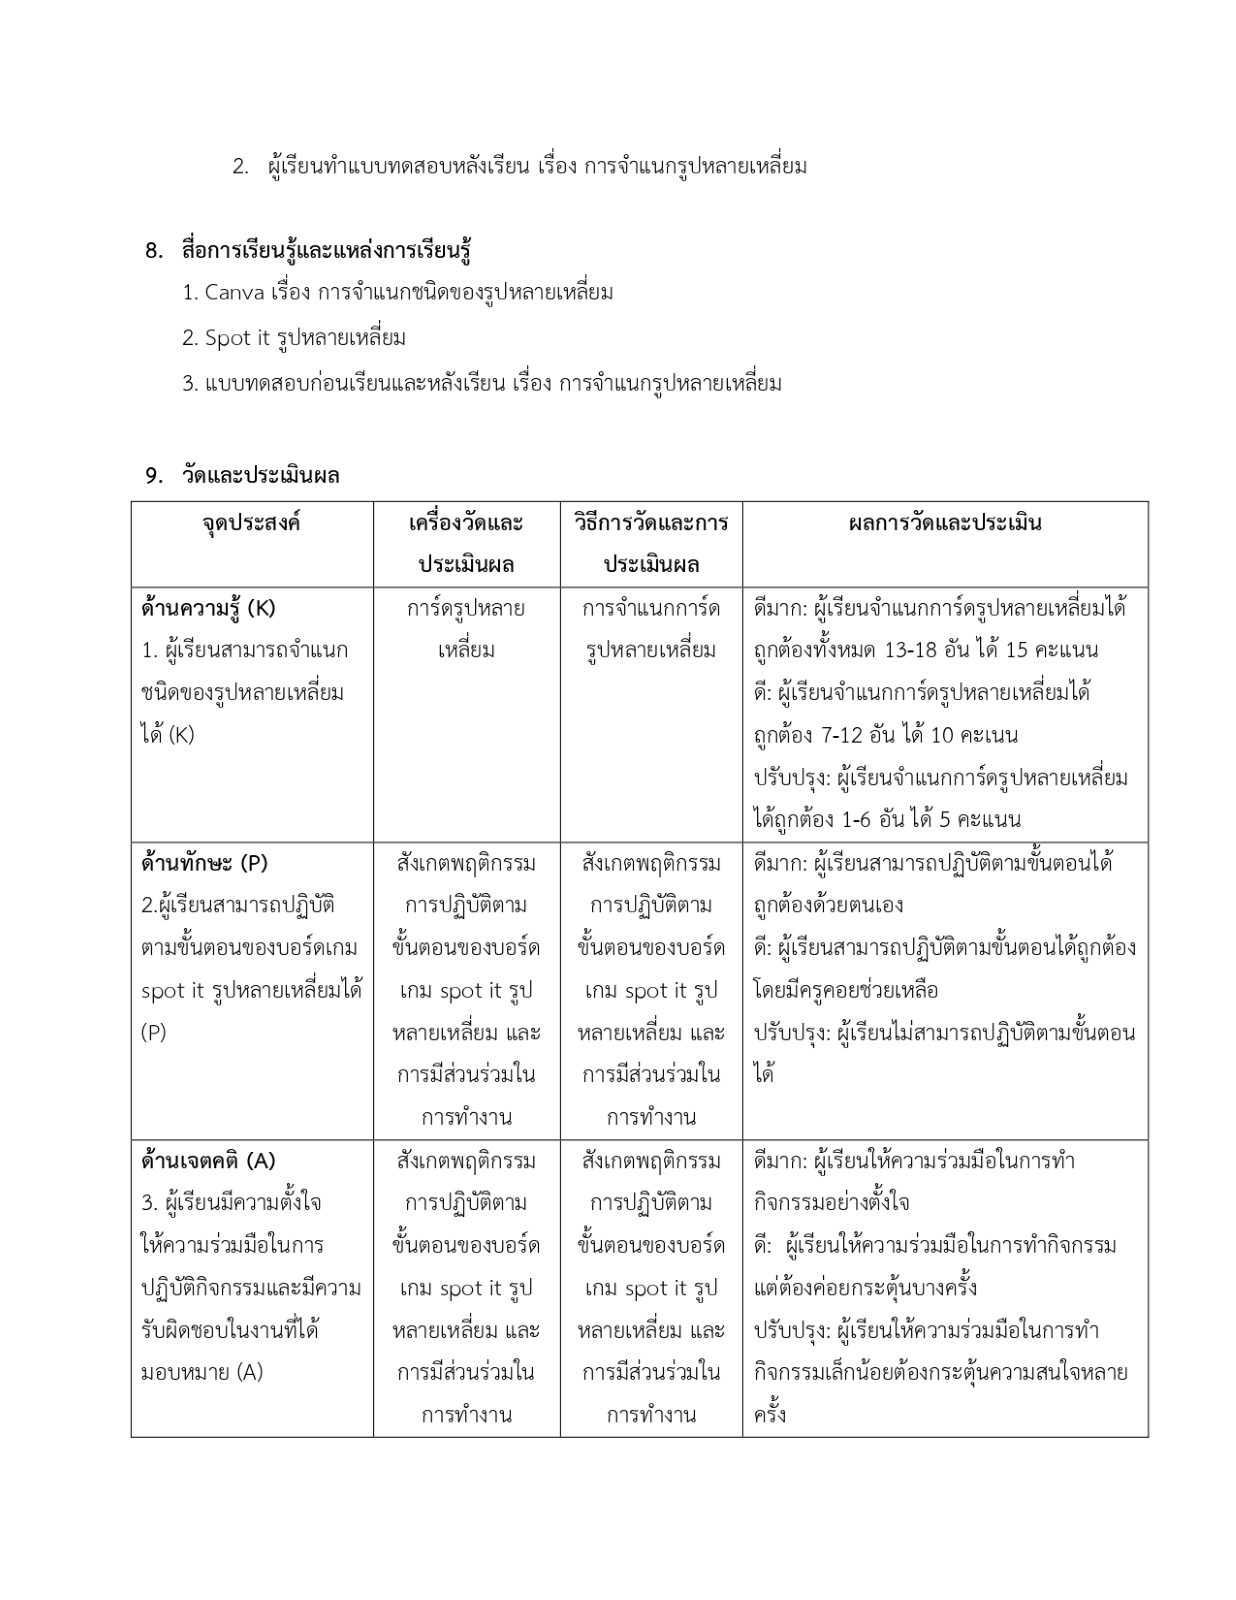 2. ผู้เรียนทำแบบทดสอบหลังเรียน เรื่อง การจำแนกรูปหลายเหลี่ยม
8. สื่อการเรียนรู้และแหล่งการเรียนรู้
1. Canva เรื่อง การจำแนกชนิดของรูปหลายเหลี่ยม
2. Spot it รูปหลายเหลี่ยม
3. แบบทดสอบก่อนเรียนและหลังเรียน เรื่อง การจำแนกรูปหลายเหลี่ยม
9. วัดและประเมินผล
จุดประสงค์
เครื่องวัดและ
ประเมินผล
วิธีการวัดและการ
ประเมินผล
ผลการวัดและประเมิน
ด้านความรู้ (K)
1. ผู้เรียนสามารถจำแนก
ชนิดของรูปหลายเหลี่ยม
ได้ (K)
การ์ดรูปหลาย
เหลี่ยม
การจำแนกการ์ด
รูปหลายเหลี่ยม
ดีมาก: ผู้เรียนจำแนกการ์ดรูปหลายเหลี่ยมได้
ถูกต้องทั้งหมด 13-18 อัน ได้ 15 คะแนน
ดี: ผู้เรียนจำแนกการ์ดรูปหลายเหลี่ยมได้
ถูกต้อง 7-12 อัน ได้ 10 คะเนน
ปรับปรุง: ผู้เรียนจำแนกการ์ดรูปหลายเหลี่ยม
ได้ถูกต้อง 1-6 อัน ได้ 5 คะแนน
ด้านทักษะ (P)
2.ผู้เรียนสามารถปฏิบัติ
ตามขั้นตอนของบอร์ดเกม
spot it รูปหลายเหลี่ยมได้
(P)
สังเกตพฤติกรรม
การปฏิบัติตาม
ขั้นตอนของบอร์ด
เกม spot it รูป
หลายเหลี่ยม และ
การมีส่วนร่วมใน
การทำงาน
สังเกตพฤติกรรม
การปฏิบัติตาม
ขั้นตอนของบอร์ด
เกม spot it รูป
หลายเหลี่ยม และ
การมีส่วนร่วมใน
การทำงาน
ดีมาก: ผู้เรียนสามารถปฏิบัติตามขั้นตอนได้
ถูกต้องด้วยตนเอง
ดี: ผู้เรียนสามารถปฏิบัติตามขั้นตอนได้ถูกต้อง
โดยมีครูคอยช่วยเหลือ
ปรับปรุง: ผู้เรียนไม่สามารถปฏิบัติตามขั้นตอน
ได้
ด้านเจตคติ (A)
3. ผู้เรียนมีความตั้งใจ
ให้ความร่วมมือในการ
ปฏิบัติกิจกรรมและมีความ
รับผิดชอบในงานที่ได้
มอบหมาย (A)
สังเกตพฤติกรรม
การปฏิบัติตาม
ขั้นตอนของบอร์ด
เกม spot it รูป
หลายเหลี่ยม และ
การมีส่วนร่วมใน
การทำงาน
สังเกตพฤติกรรม
การปฏิบัติตาม
ขั้นตอนของบอร์ด
เกม spot it รูป
หลายเหลี่ยม และ
การมีส่วนร่วมใน
การทำงาน
ดีมาก: ผู้เรียนให้ความร่วมมือในการทำ
กิจกรรมอย่างตั้งใจ
ดี: ผู้เรียนให้ความร่วมมือในการทำกิจกรรม
แต่ต้องค่อยกระตุ้นบางครั้ง
ปรับปรุง: ผู้เรียนให้ความร่วมมือในการทำ
กิจกรรมเล็กน้อยต้องกระตุ้นความสนใจหลาย
ครั้ง